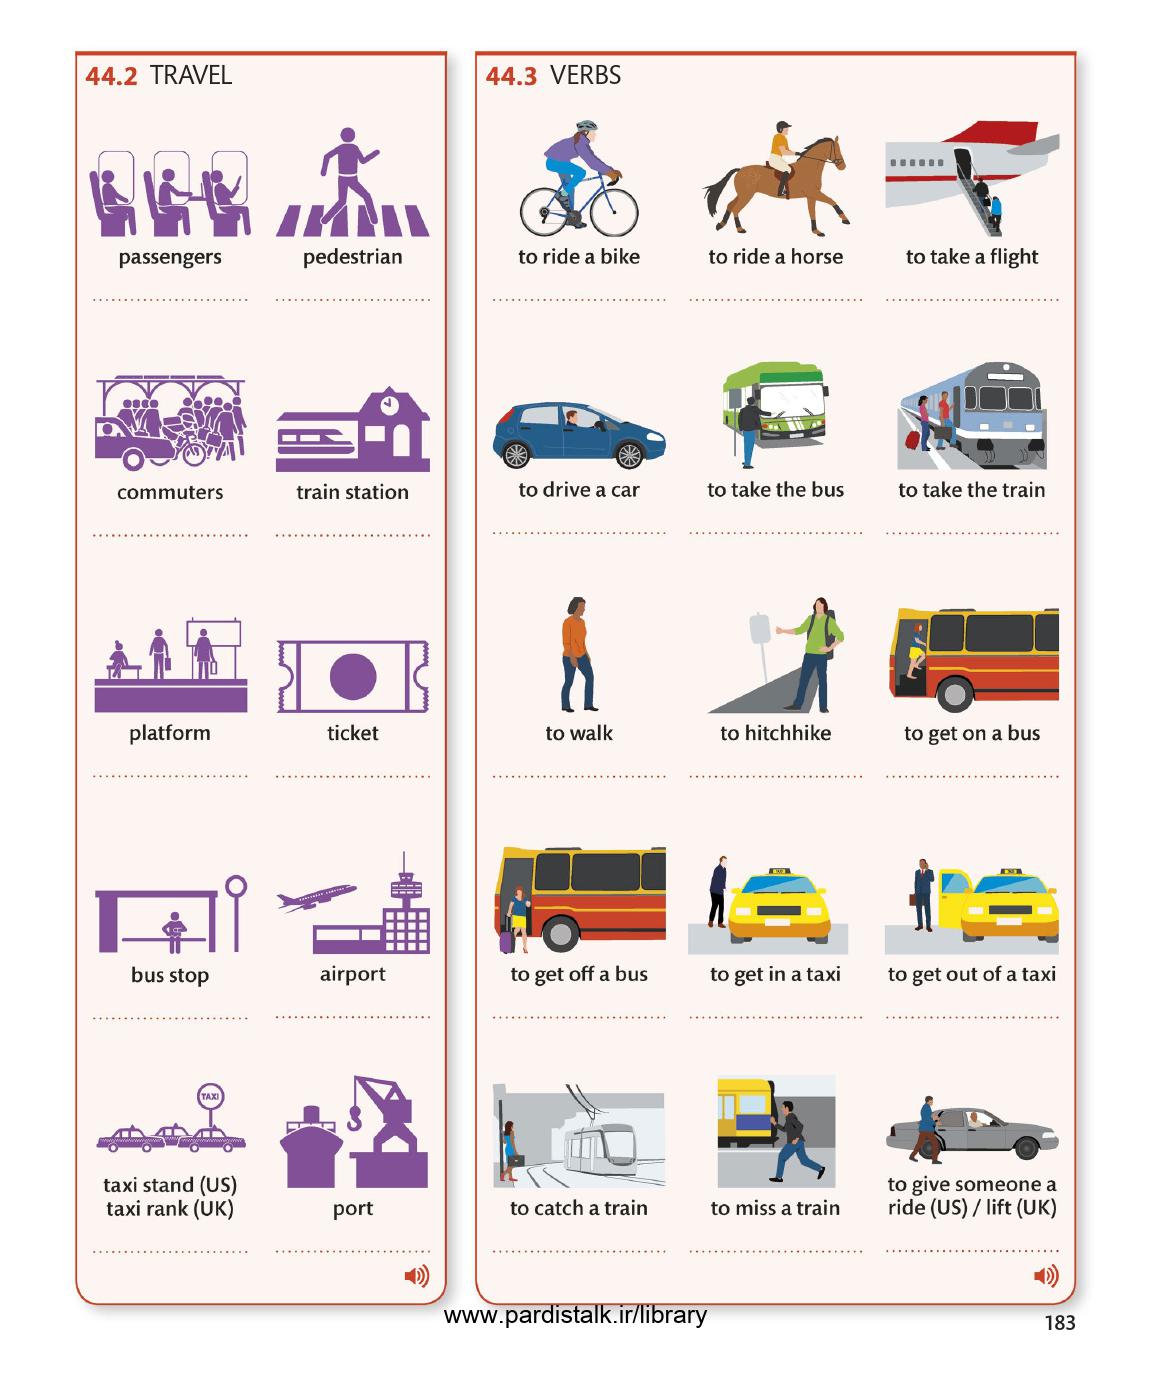 44.2 TRAVEL
passengers
pedestrian
commuters
train station
platform
ticket
bus stop
airport
TAXI
taxi stand (US)
taxi rank (UK)
port
44.3 VERBS
to ride a bike
to ride a horse
to take a flight
to drive a car
to take the bus
to take the train
to walk
to hitchhike
to get on a bus
to get off a bus
TAXI
to get in a taxi
to get out of a taxi
to catch a train
to miss a train
to give someone a
ride (US) / lift (UK)
www.pardistalk.ir/library
183